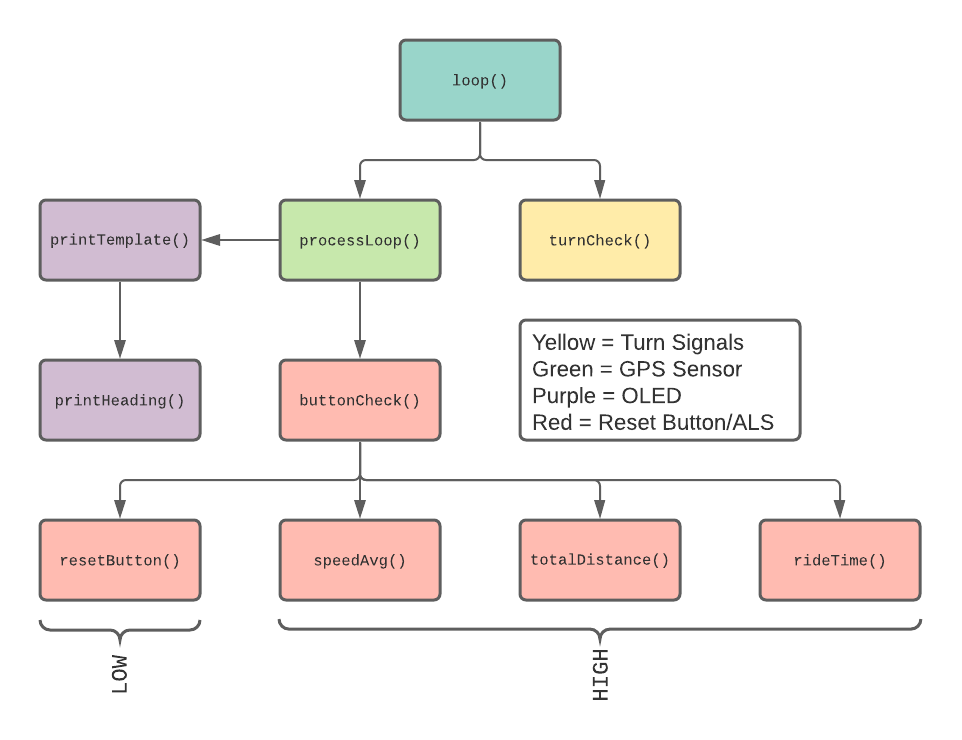 loop()
printTemplate()
processLoop()
turnCheck()
Yellow = Turn Signals
Green = GPS Sensor
Purple = OLED
Red = Reset Button/ALS
printHeading()
buttonCheck()
resetButton()
speedAvg()
totalDistance()
rideTime()
LOW
HIGH